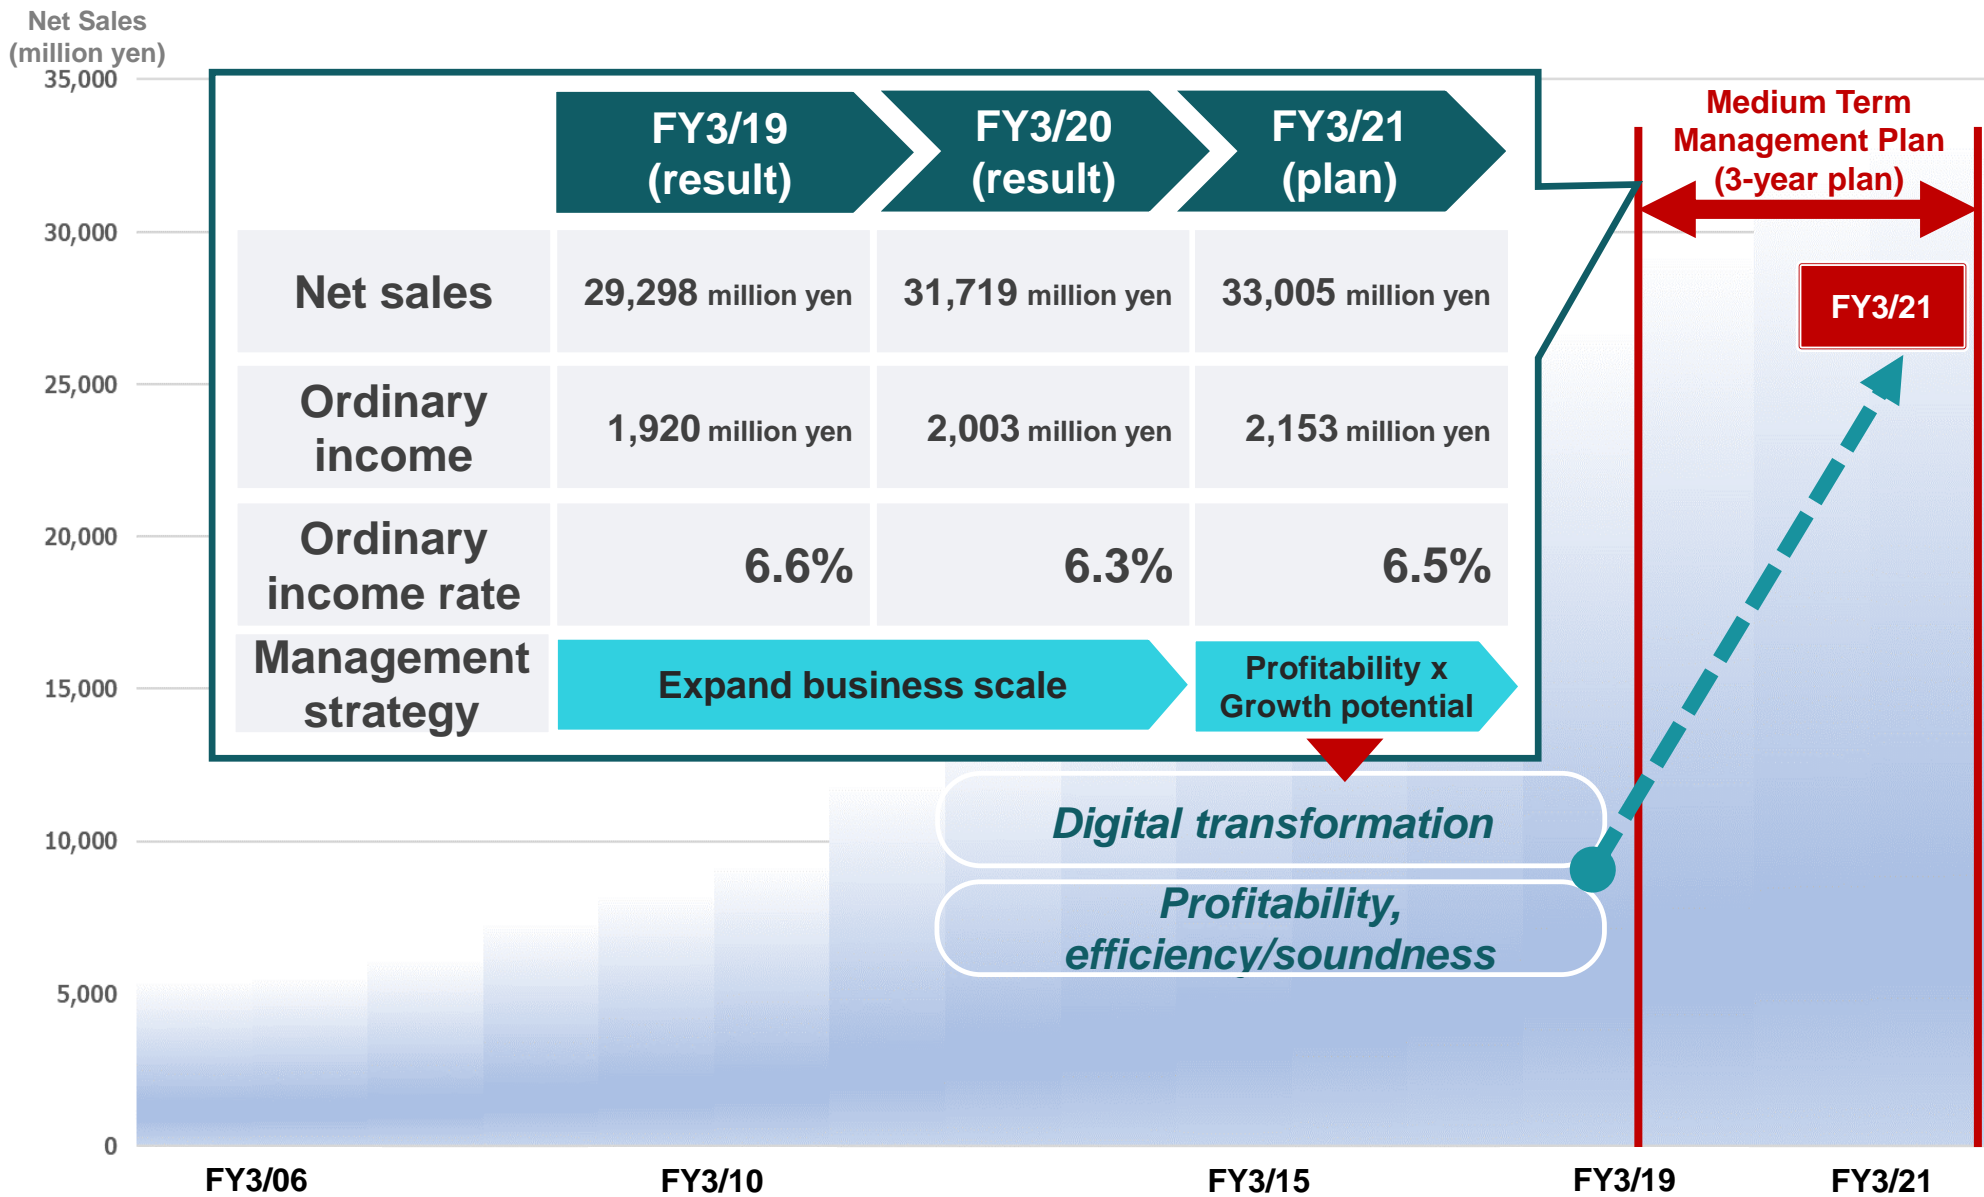 Net Sales
(million yen)
35,000
30,000
25,000
20,000
15,000
10,000
5,000
0
FY3/19
(result)
FY3/20
(result)
FY3/21
(plan)
Net sales
29,298 million yen
31,719 million yen
33,005 million yen
Ordinary
income
1,920 million yen
2,003 million yen
2,153 million yen
Ordinary
income rate
6.6%
6.3%
6.5%
Management
strategy
Expand business scale
Profitability x
Growth potential
Digital transformation
Profitability,
efficiency/soundness
Medium Term
Management Plan
(3-year plan)
FY3/21
FY3/06
FY3/10
FY3/15
FY3/19
FY3/21